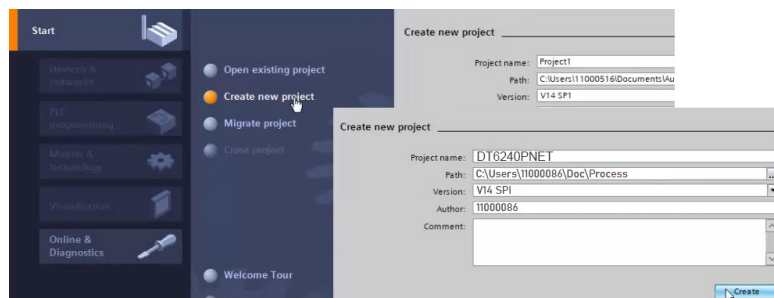 Start
Devices & networks
PLC programming
Motion & technology
Visualization
Online & Diagnostics
Open existing project
Create new project
Migrate project
Close project
Welcome Tour
Create new project
Project name: Project1
Path: C:\Users\11000516\Documents\Au
Version: V14 SP1
Create new project
Project name: DT6240PNET
Path: C:\Users\11000086\Doc\Process
Version: V14 SPI
Author: 11000086
Comment:
Create